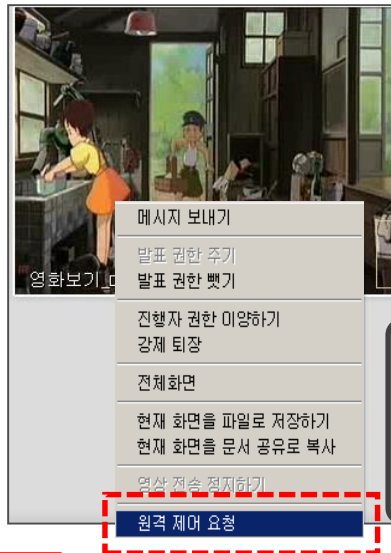 영화보기_
메시지 보내기
발표 권한 주기
발표 권한 뺏기
진행자 권한 이양하기
강제 퇴장
전체화면
현재 화면을 파일로 저장하기
현재 화면을 문서 공유로 복사
영상 전송 정지하기
원격 제어 요청